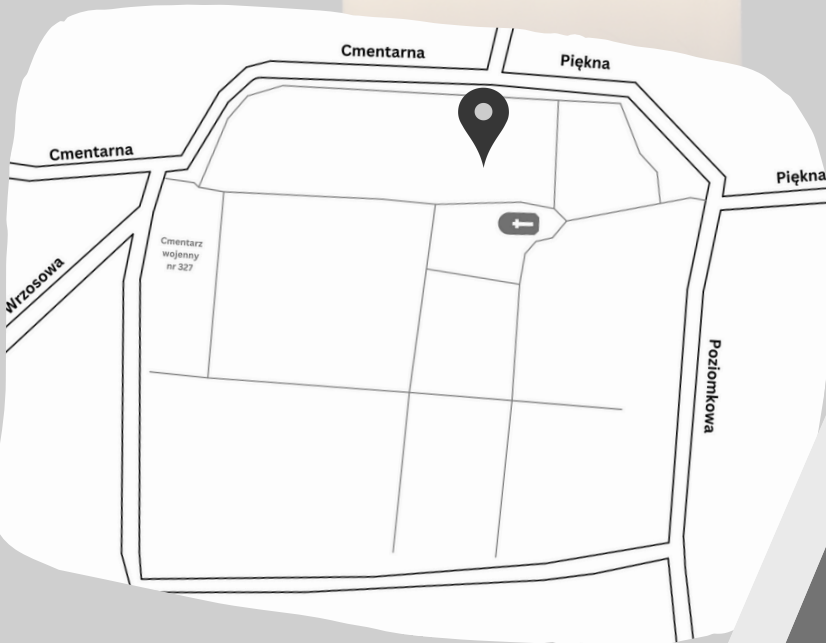 Cmentarna
Piękna
Cmentarna
Piękna
Cmentarz
wojenny
nr 327
Wrzosowa
Poziomkowa